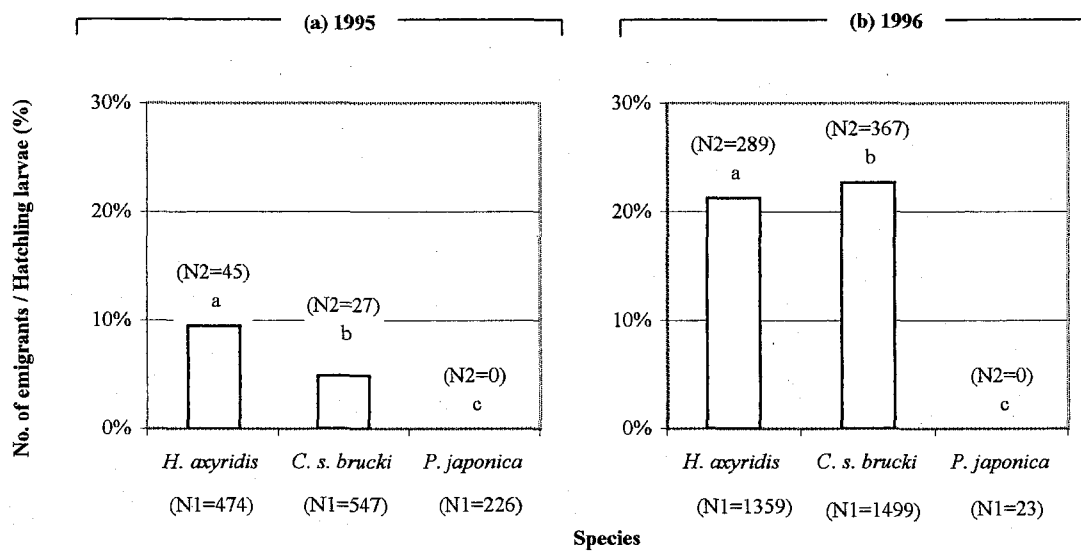 (a) 1995
(b) 1996
No. of emigrants / Hatchling larvae (%)
30%
20%
10%
0%
(N2=45)
a
(N2=27)
b
(N2=0)
c
H. axyridis
C. s. brucki
P. japonica
(N1=474)
(N1=547)
(N1=226)
30%
20%
10%
0%
(N2=289)
a
(N2=367)
b
(N2=0)
c
H. axyridis
C. s. brucki
P. japonica
(N1=1359)
(N1=1499)
(N1=23)
Species